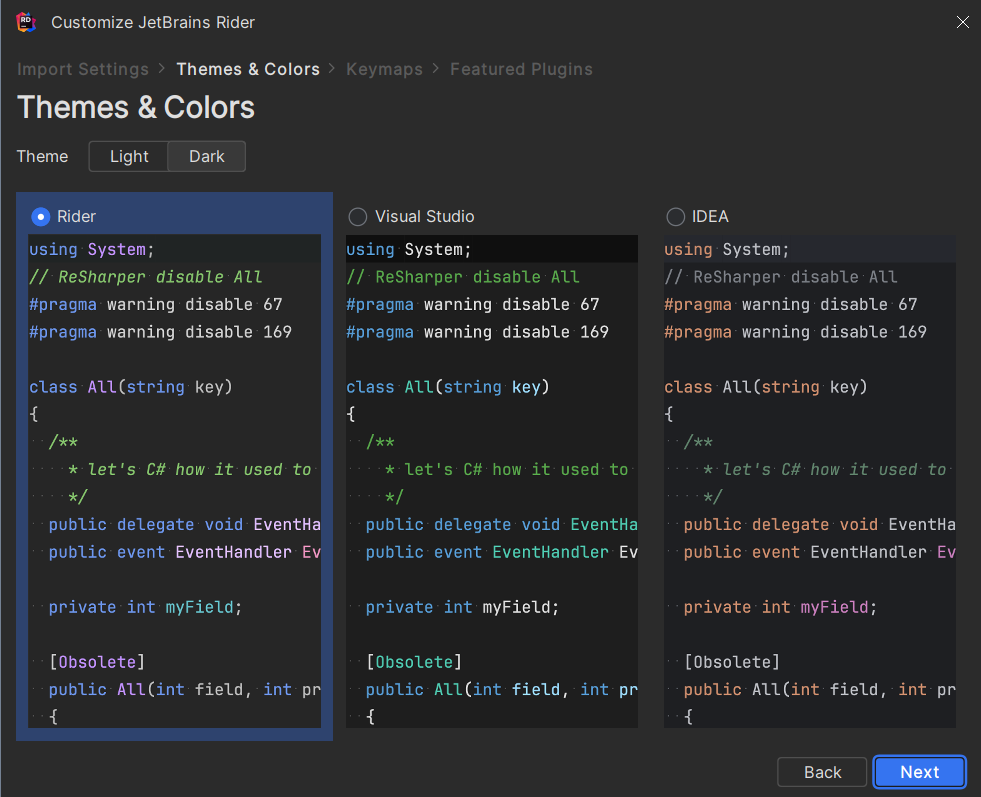 RD
Customize JetBrains Rider
Import Settings > Themes & Colors > Keymaps > Featured Plugins
Themes & Colors
Theme Light Dark
Rider
using System;
// ReSharper disable All
#pragma warning disable 67
#pragma warning disable 169
class All(string key)
{
/**
* let's C# how it used to
*/
public delegate void EventHa
public event EventHandler Ev
private int myField;
[Obsolete]
public All(int field, int pr
{
Visual Studio
using System;
// ReSharper disable All
#pragma warning disable 67
#pragma warning disable 169
class All(string key)
{
/**
* let's C# how it used to
*/
public delegate void EventHa
public event EventHandler Ev
private int myField;
[Obsolete]
public All(int field, int pr
{
IDEA
using System;
// ReSharper disable All
#pragma warning disable 67
#pragma warning disable 169
class All(string key)
{
/**
* let's C# how it used to
*/
public delegate void EventHa
public event EventHandler Ev
private int myField;
[Obsolete]
public All(int field, int pr
{
Back Next